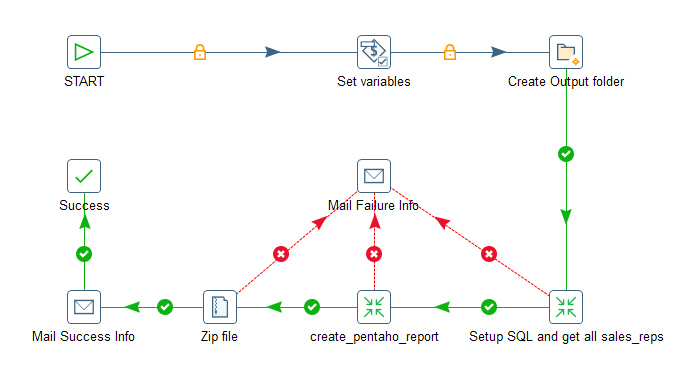 START
Set variables
Create Output folder
Success
Mail Failure Info
Mail Success Info
Zip file
create_pentaho_report
Setup SQL and get all sales_reps